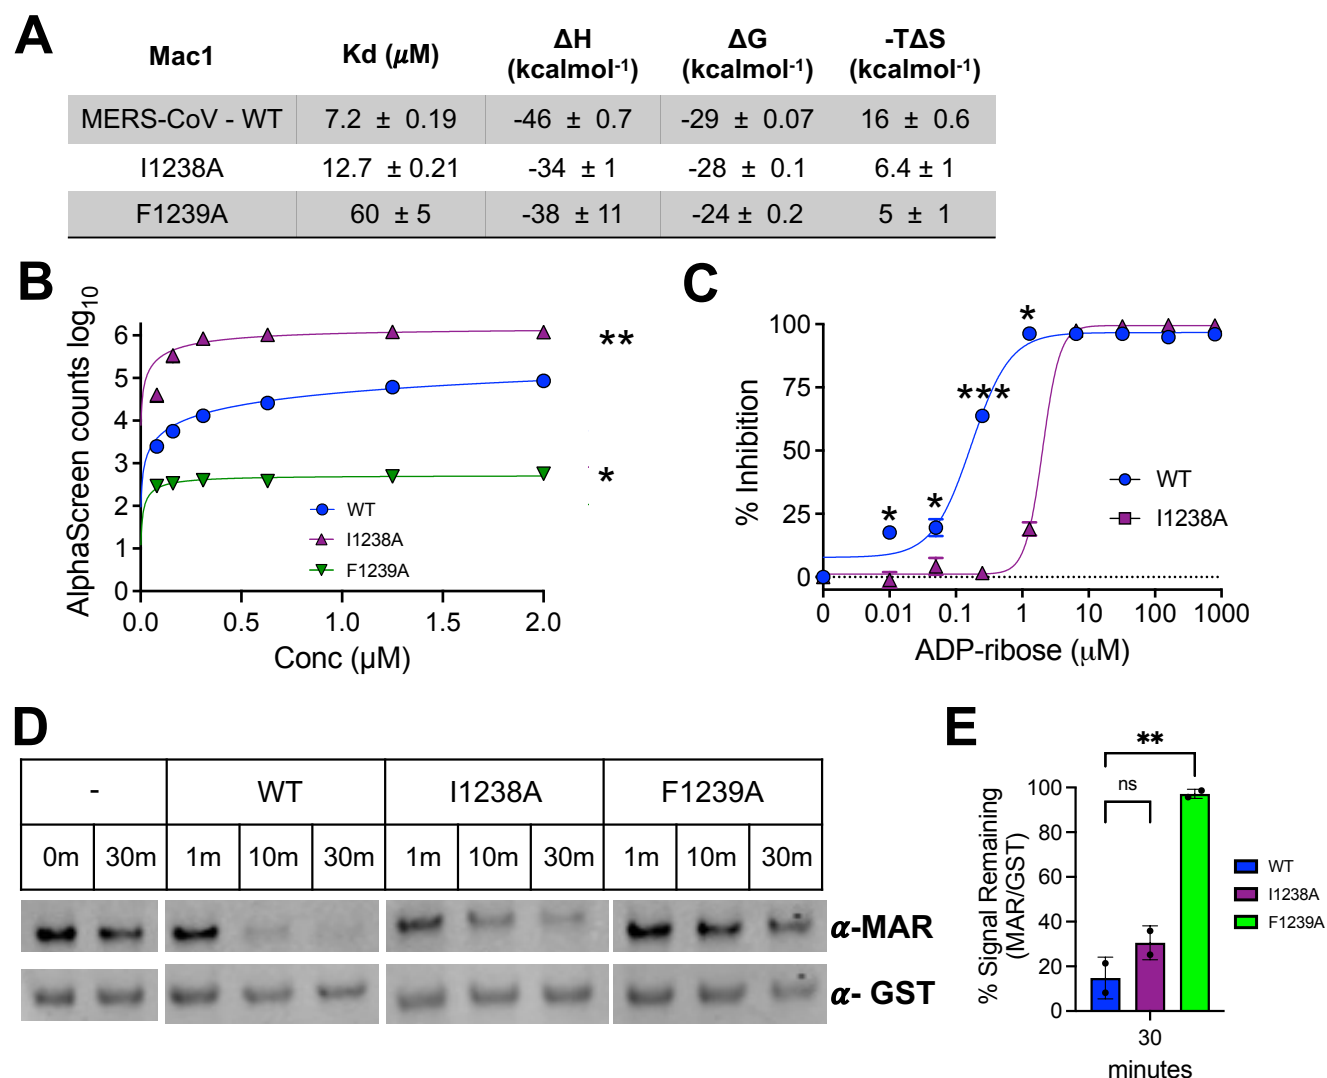 A
Mac1 Kd (μM) ΔH (kcalmol-1) ΔG (kcalmol-1) -TΔS (kcalmol-1)
MERS-CoV - WT 7.2 ± 0.19 -46 ± 0.7 -29 ± 0.07 16 ± 0.6
I1238A 12.7 ± 0.21 -34 ± 1 -28 ± 0.1 6.4 ± 1
F1239A 60 ± 5 -38 ± 11 -24 ± 0.2 5 ± 1
B
AlphaScreen counts log10
6
5
4
3
2
1
0
0.0 0.5 1.0 1.5 2.0
Conc (μM)
**
*
WT
I1238A
F1239A
C
% Inhibition
100
75
50
25
0
* * *** *
WT
I1238A
0 0.01 0.1 1 10 100 1000
ADP-ribose (μM)
D
- WT I1238A F1239A
0m 30m 1m 10m 30m 1m 10m 30m 1m 10m 30m
α-MAR
α- GST
E
% Signal Remaining
(MAR/GST)
100
80
60
40
20
0
**
ns
30
minutes
WT
I1238A
F1239A